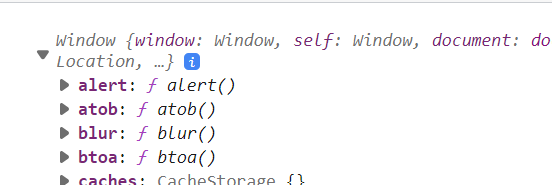 Window {window: Window, self: Window, document: do
Location, …} i
alert: ƒ alert()
atob: ƒ atob()
blur: ƒ blur()
btoa: ƒ btoa()
caches: CacheStorage {}